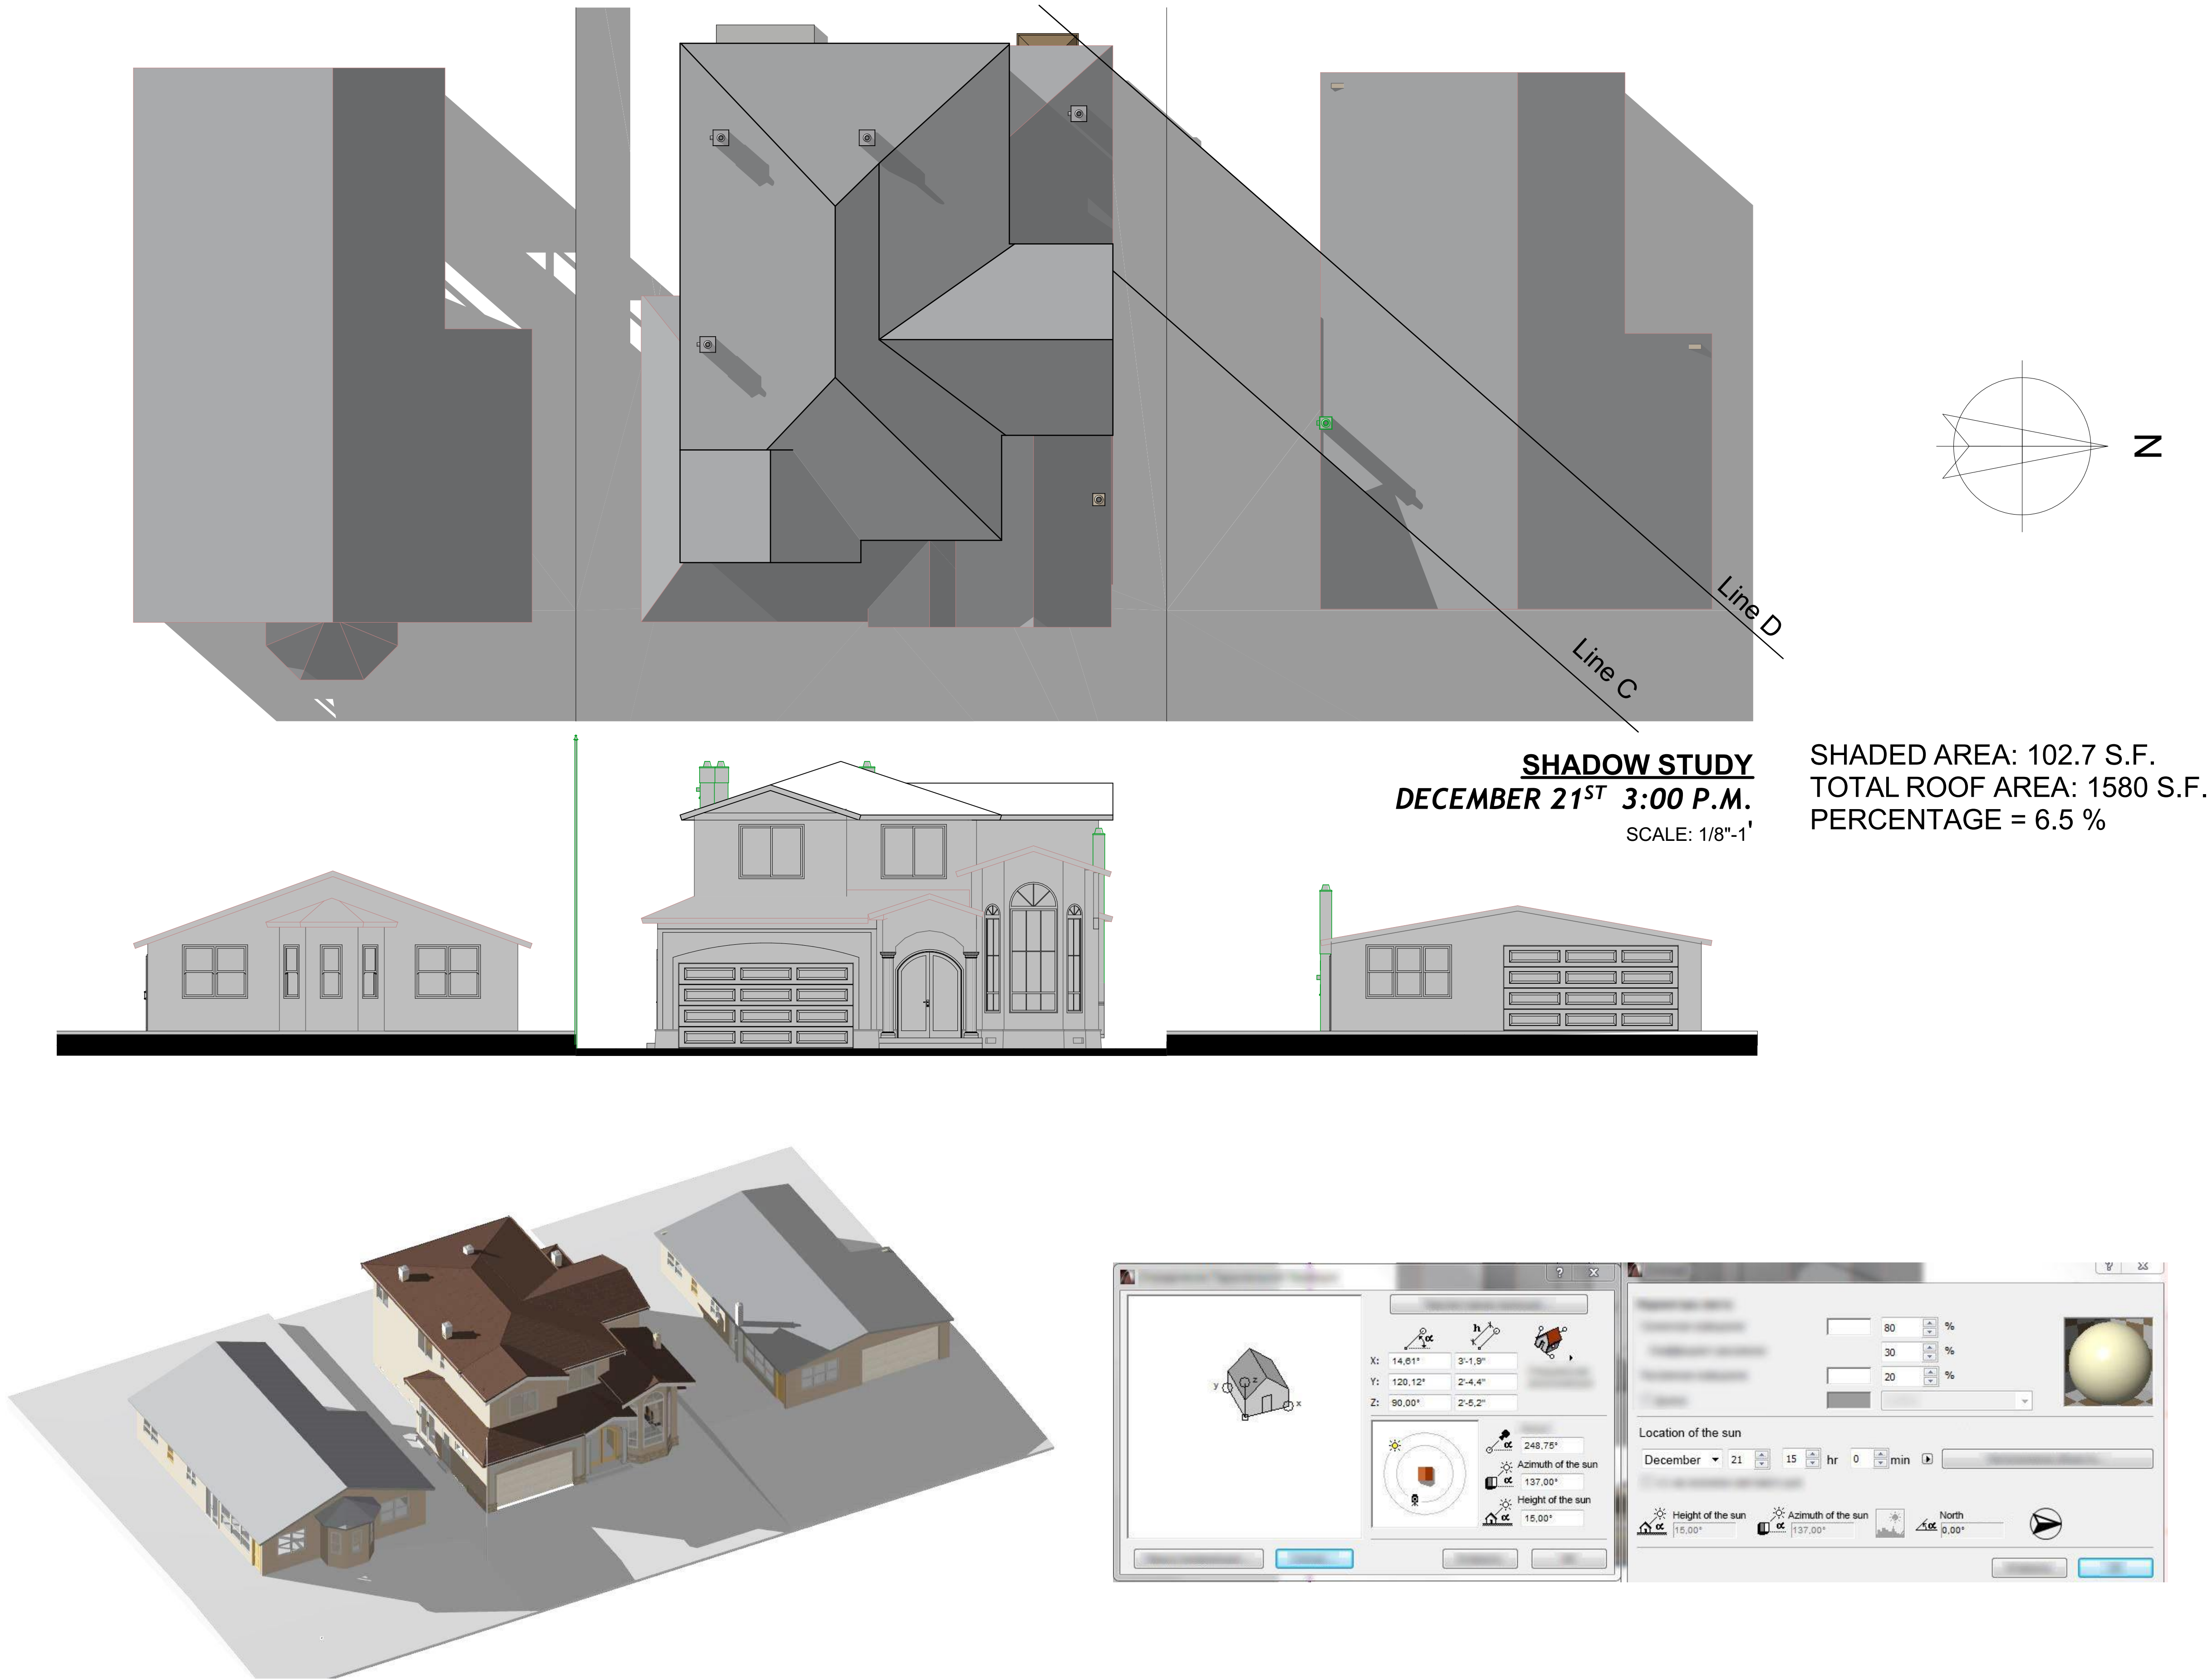 Line D
Line C
N
SHADOW STUDY
DECEMBER 21ST 3:00 P.M.
SCALE: 1/8"-1'
SHADED AREA: 102.7 S.F.
TOTAL ROOF AREA: 1580 S.F.
PERCENTAGE = 6.5 %
? X
α
h
X: 14,61° 3'-1,9"
Y: 120,12° 2'-4,4"
Z: 90,00° 2'-5,2"
y z x
α 248,75°
Azimuth of the sun
α 137,00°
Height of the sun
α 15,00°
?
80 %
30 %
20 %
Location of the sun
December 21 15 hr 0 min
Height of the sun
α 15,00°
Azimuth of the sun
α 137,00°
North
α 0,00°